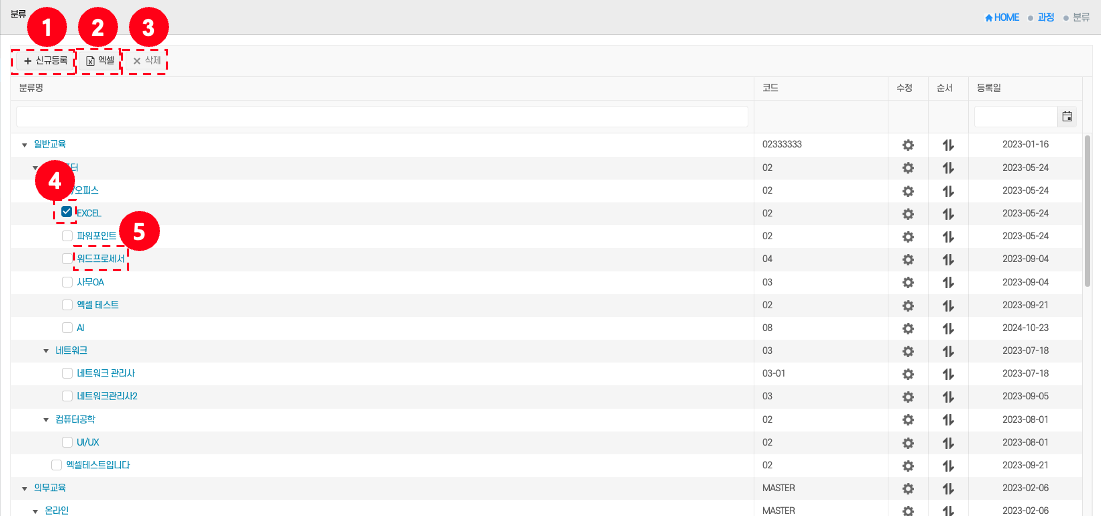 분류
1 2 3
HOME 과정 분류
신규등록 엑셀 삭제
분류명 코드 수정 순서 등록일
일반교육 02333333 2023-01-16
터 02 2023-05-24
4
/오피스 02 2023-05-24
EXCEL 02 2023-05-24
5
파워포인트 02 2023-05-24
워드프로세서 04 2023-09-04
사무OA 03 2023-09-04
엑셀 테스트 02 2023-09-21
AI 08 2024-10-23
네트워크 03 2023-07-18
네트워크 관리사 03-01 2023-07-18
네트워크관리사2 03 2023-09-05
컴퓨터공학 02 2023-08-01
UI/UX 02 2023-08-01
엑셀테스트입니다 02 2023-09-21
의무교육 MASTER 2023-02-06
온라인 MASTER 2023-02-06